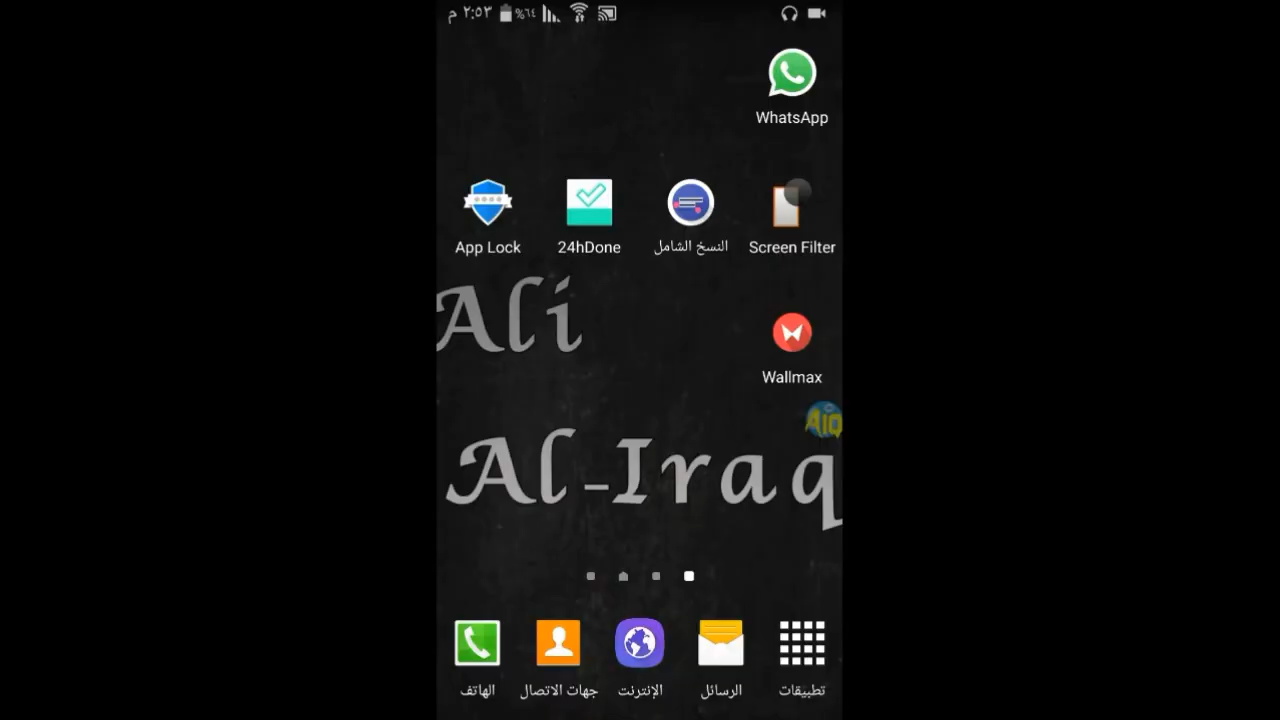 ٢:٥٣ م
%٦٤
WhatsApp
App Lock
24hDone
النسخ الشامل
Screen Filter
Ali
Wallmax
AiQ
Al-Iraq
الهاتف
جهات الاتصال
الإنترنت
الرسائل
تطبيقات